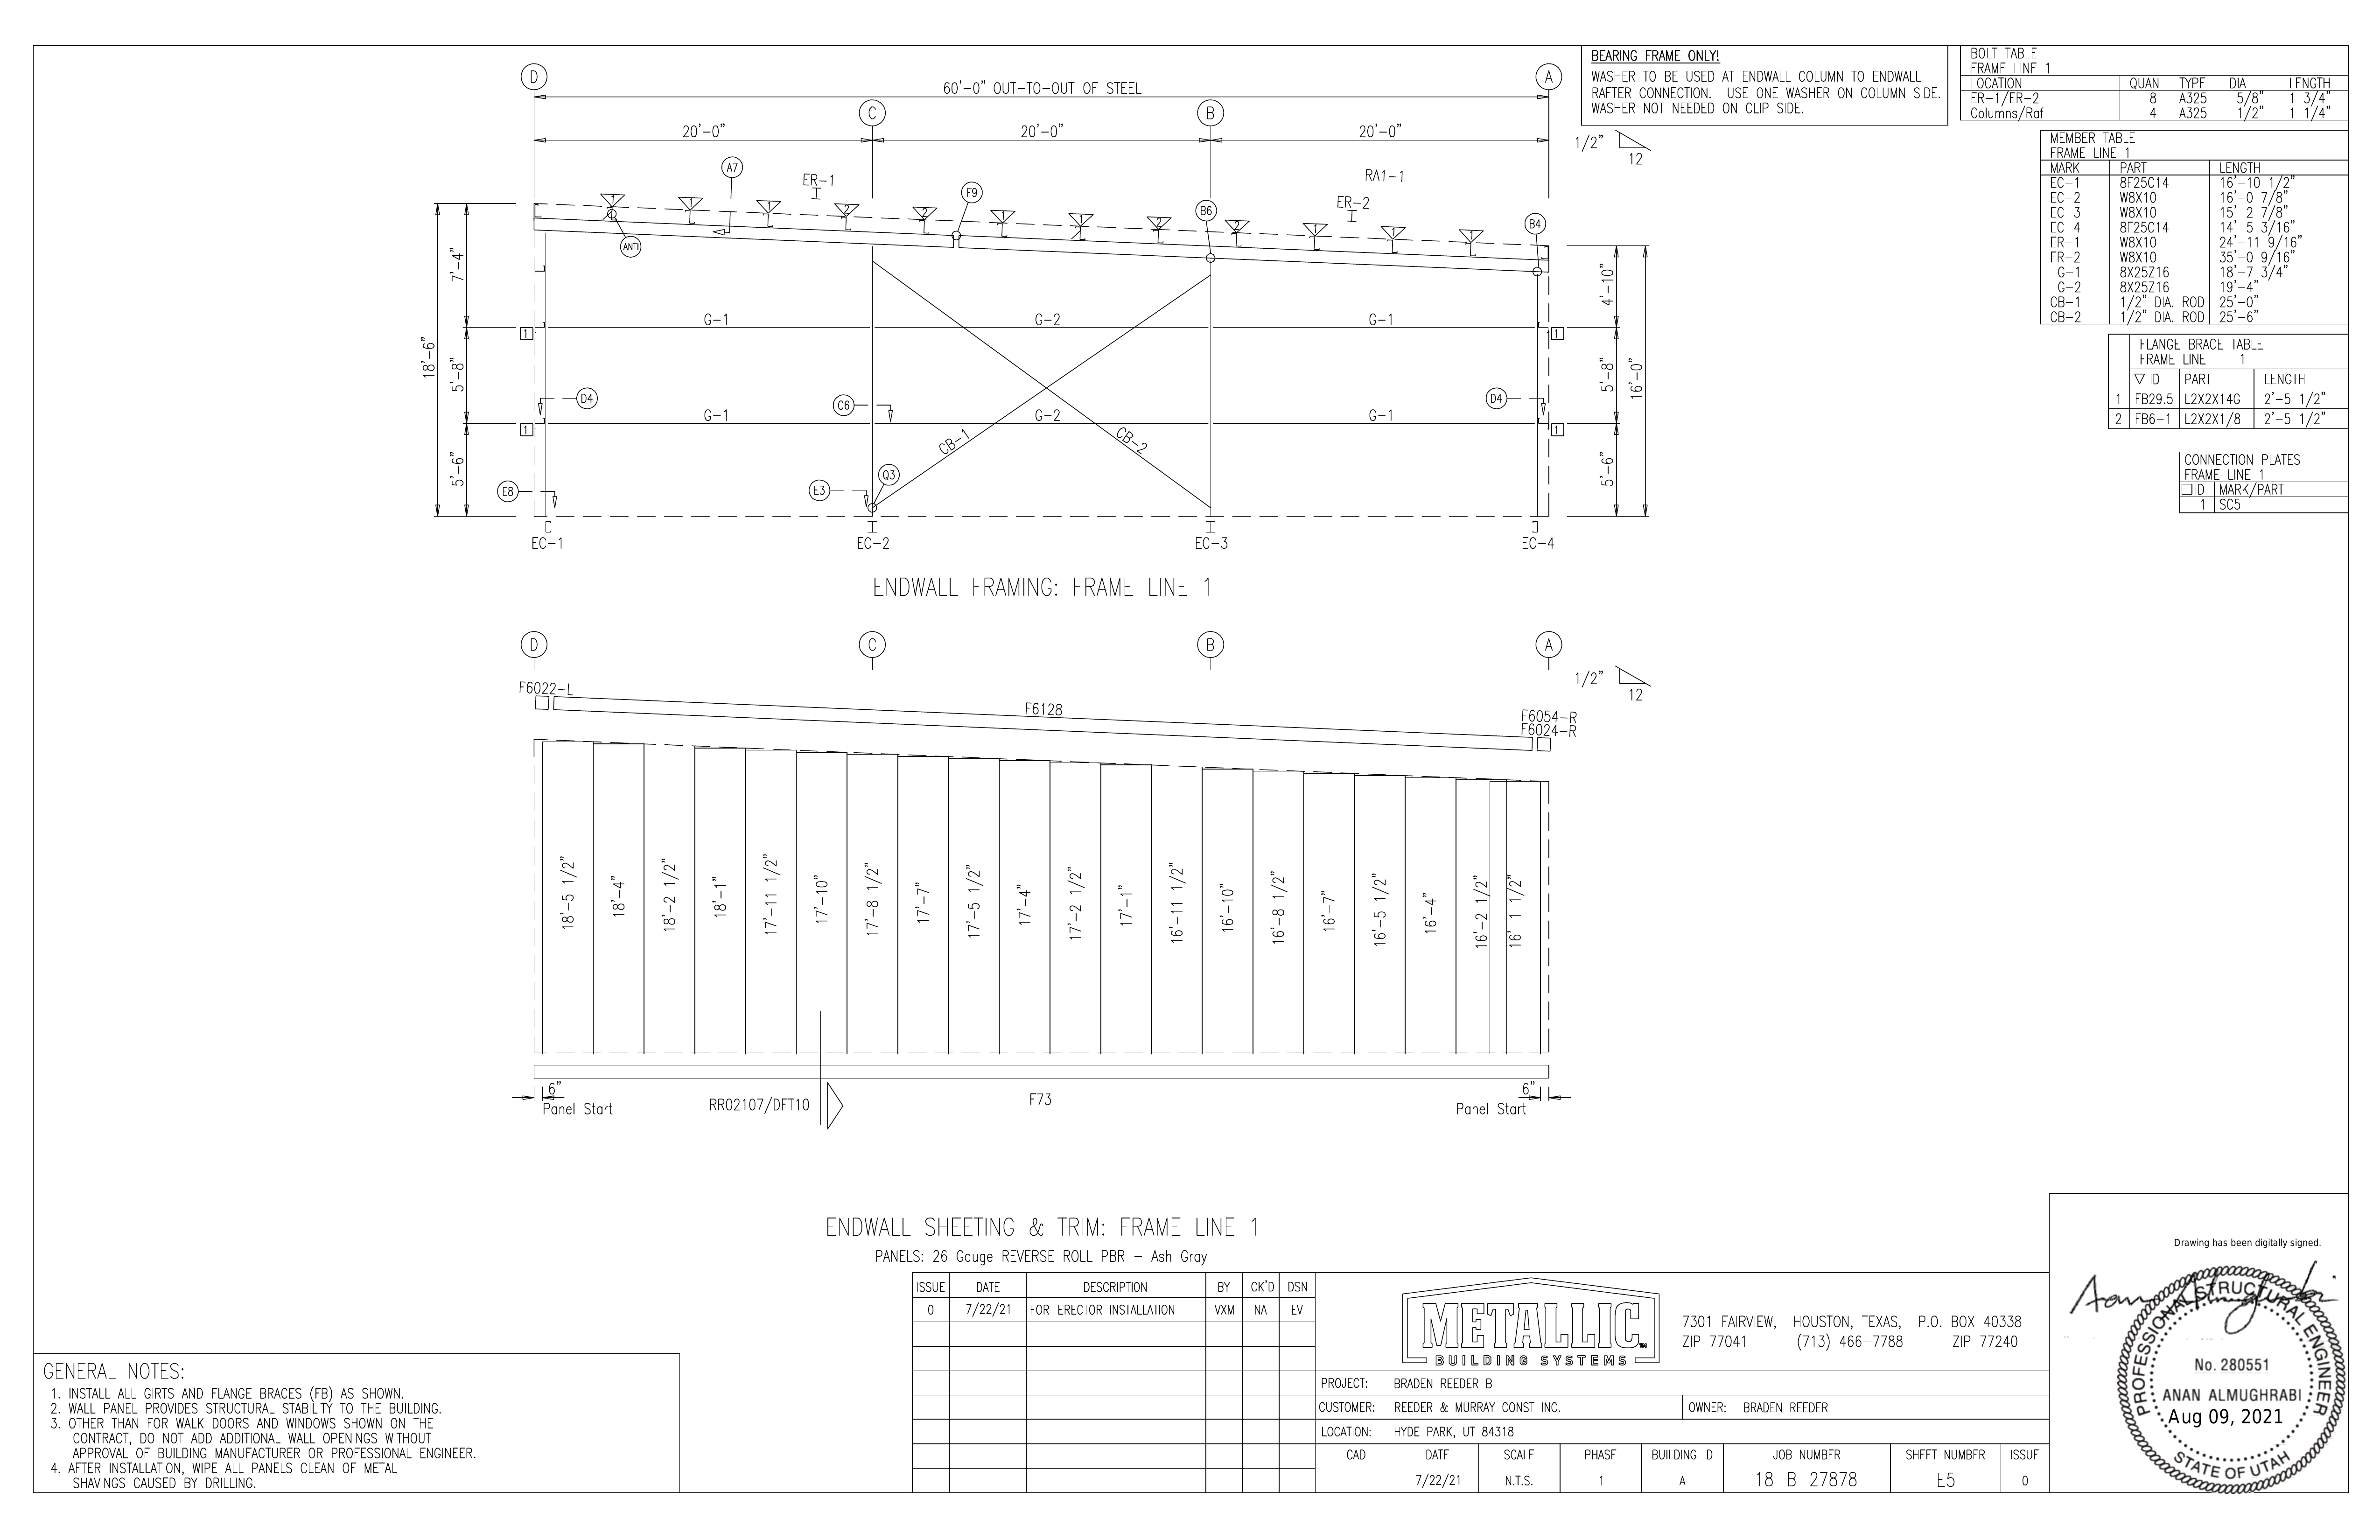 D
A
60'-0" OUT-TO-OUT OF STEEL
C
B
20'-0"
20'-0"
20'-0"
1/2"
12
A7
ER-1
F9
RA1-1
ER-2
B6
B4
1
1
1
2
2
1
1
2
2
1
1
1
ANTI
7'-4"
18'-6"
5'-8"
5'-6"
4'-10"
5'-8"
16'-0"
5'-6"
G-1
G-2
G-1
1
1
D4
C6
D4
G-1
G-2
G-1
1
1
CB-1
CB-2
E8
E3
Q3
EC-1
EC-2
EC-3
EC-4
ENDWALL FRAMING: FRAME LINE 1
BEARING FRAME ONLY!
WASHER TO BE USED AT ENDWALL COLUMN TO ENDWALL
RAFTER CONNECTION. USE ONE WASHER ON COLUMN SIDE.
WASHER NOT NEEDED ON CLIP SIDE.
BOLT TABLE
FRAME LINE 1
LOCATION QUAN TYPE DIA LENGTH
ER-1/ER-2 8 A325 5/8" 1 3/4"
Columns/Raf 4 A325 1/2" 1 1/4"
MEMBER TABLE
FRAME LINE 1
MARK PART LENGTH
EC-1 8F25C14 16'-10 1/2"
EC-2 W8X10 16'-0 7/8"
EC-3 W8X10 15'-2 7/8"
EC-4 8F25C14 14'-5 3/16"
ER-1 W8X10 24'-11 9/16"
ER-2 W8X10 35'-0 9/16"
G-1 8X25Z16 18'-7 3/4"
G-2 8X25Z16 19'-4"
CB-1 1/2" DIA. ROD 25'-0"
CB-2 1/2" DIA. ROD 25'-6"
FLANGE BRACE TABLE
FRAME LINE 1
▽ ID PART LENGTH
1 FB29.5 L2X2X14G 2'-5 1/2"
2 FB6-1 L2X2X1/8 2'-5 1/2"
CONNECTION PLATES
FRAME LINE 1
□ ID MARK/PART
1 SC5
D
C
B
A
1/2"
12
F6022-L
F6128
F6054-R
F6024-R
18'-5 1/2"
18'-4"
18'-2 1/2"
18'-1"
17'-11 1/2"
17'-10"
17'-8 1/2"
17'-7"
17'-5 1/2"
17'-4"
17'-2 1/2"
17'-1"
16'-11 1/2"
16'-10"
16'-8 1/2"
16'-7"
16'-5 1/2"
16'-4"
16'-2 1/2"
16'-1 1/2"
6"
Panel Start
RR02107/DET10
F73
6"
Panel Start
ENDWALL SHEETING & TRIM: FRAME LINE 1
PANELS: 26 Gauge REVERSE ROLL PBR - Ash Gray
GENERAL NOTES:
1. INSTALL ALL GIRTS AND FLANGE BRACES (FB) AS SHOWN.
2. WALL PANEL PROVIDES STRUCTURAL STABILITY TO THE BUILDING.
3. OTHER THAN FOR WALK DOORS AND WINDOWS SHOWN ON THE
CONTRACT, DO NOT ADD ADDITIONAL WALL OPENINGS WITHOUT
APPROVAL OF BUILDING MANUFACTURER OR PROFESSIONAL ENGINEER.
4. AFTER INSTALLATION, WIPE ALL PANELS CLEAN OF METAL
SHAVINGS CAUSED BY DRILLING.
ISSUE DATE DESCRIPTION BY CK'D DSN
0 7/22/21 FOR ERECTOR INSTALLATION VXM NA EV
METALLIC TM
BUILDING SYSTEMS
7301 FAIRVIEW, HOUSTON, TEXAS, P.O. BOX 40338
ZIP 77041 (713) 466-7788 ZIP 77240
PROJECT: BRADEN REEDER B
CUSTOMER: REEDER & MURRAY CONST INC. OWNER: BRADEN REEDER
LOCATION: HYDE PARK, UT 84318
CAD DATE SCALE PHASE BUILDING ID JOB NUMBER SHEET NUMBER ISSUE
7/22/21 N.T.S. 1 A 18-B-27878 E5 0
Drawing has been digitally signed.
Anan Almughrabi
PROFESSIONAL STRUCTURAL ENGINEER
No. 280551
ANAN ALMUGHRABI
Aug 09, 2021
STATE OF UTAH